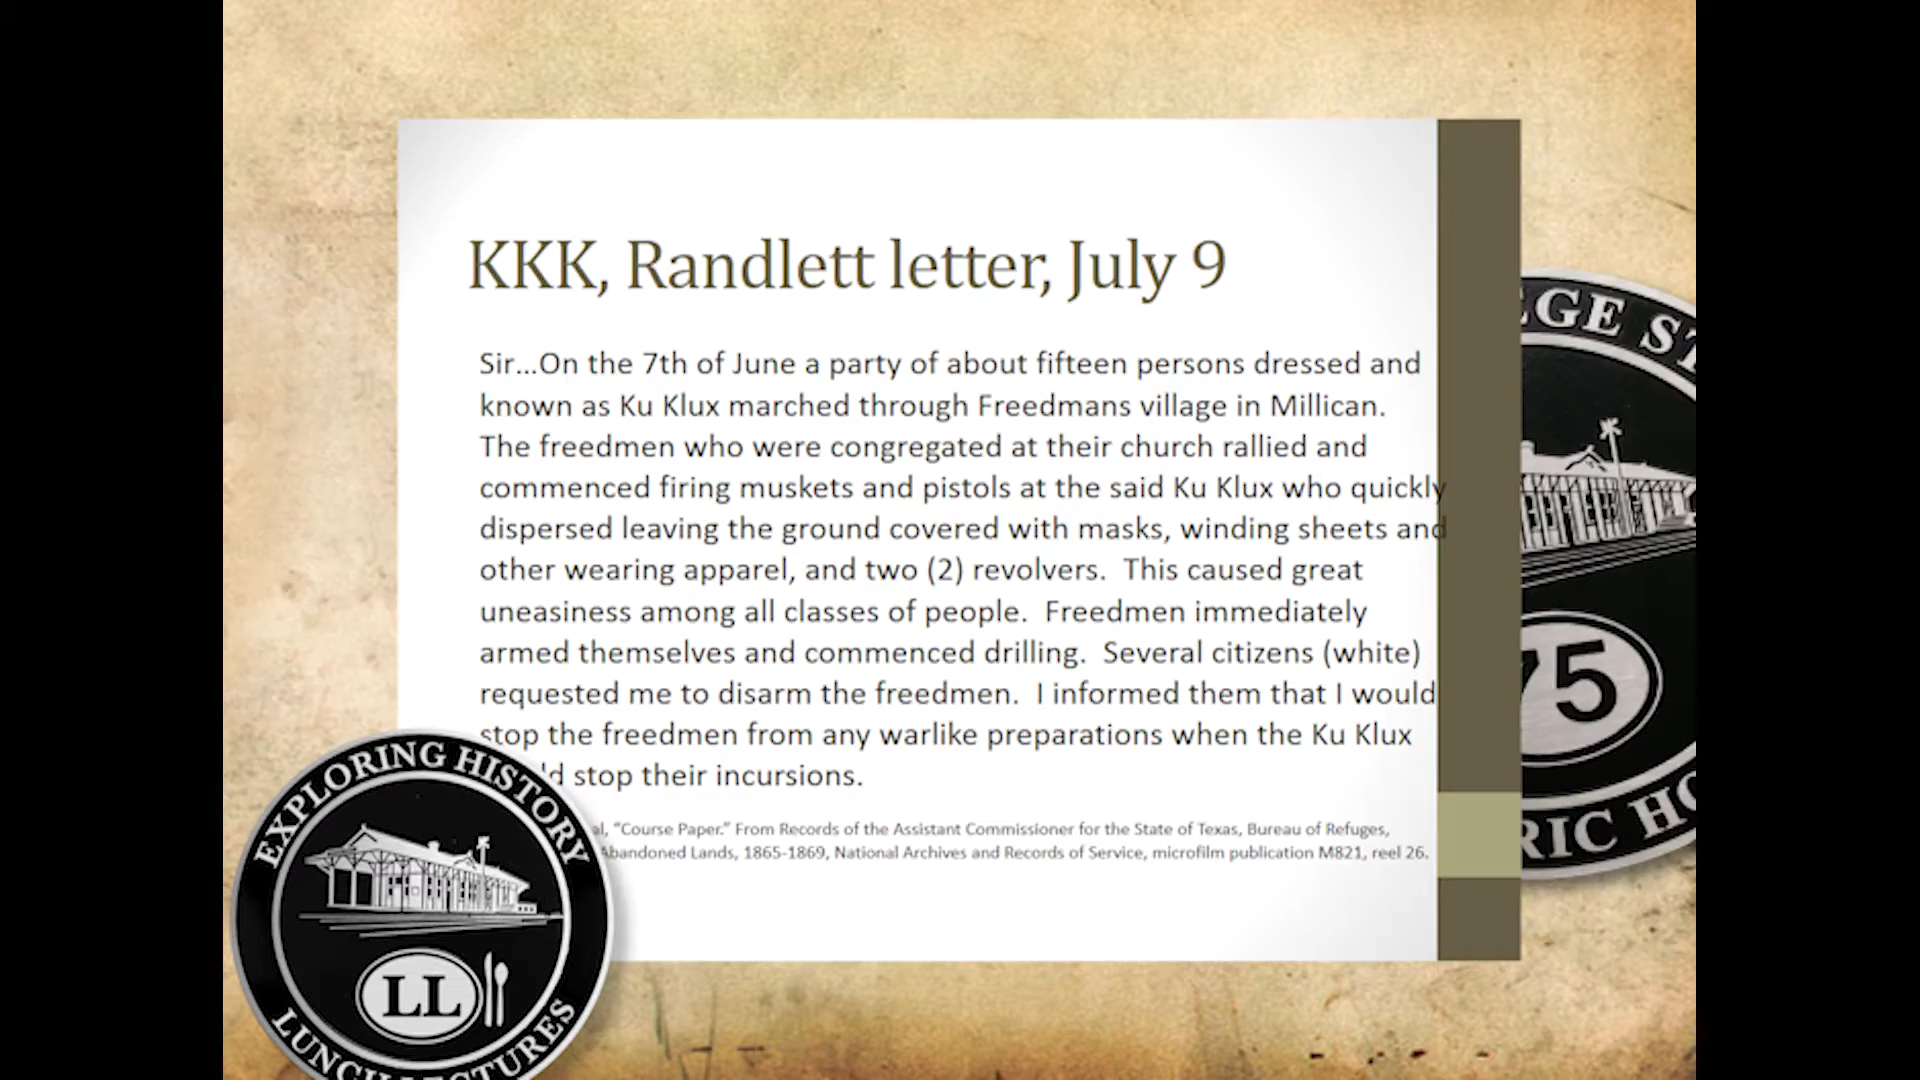 KKK, Randlett letter, July 9
Sir...On the 7th of June a party of about fifteen persons dressed and
known as Ku Klux marched through Freedmans village in Millican.
The freedmen who were congregated at their church rallied and
commenced firing muskets and pistols at the said Ku Klux who quickly
dispersed leaving the ground covered with masks, winding sheets and
other wearing apparel, and two (2) revolvers.  This caused great
uneasiness among all classes of people.  Freedmen immediately
armed themselves and commenced drilling.  Several citizens (white)
requested me to disarm the freedmen.  I informed them that I would
stop the freedmen from any warlike preparations when the Ku Klux
stop their incursions.
"Course Paper." From Records of the Assistant Commissioner for the State of Texas, Bureau of Refuges,
Abandoned Lands, 1865-1869, National Archives and Records of Service, microfilm publication M821, reel 26.
EXPLORING HISTORY
LL
LUNCH LECTURES
EGE ST
75
RIC HO